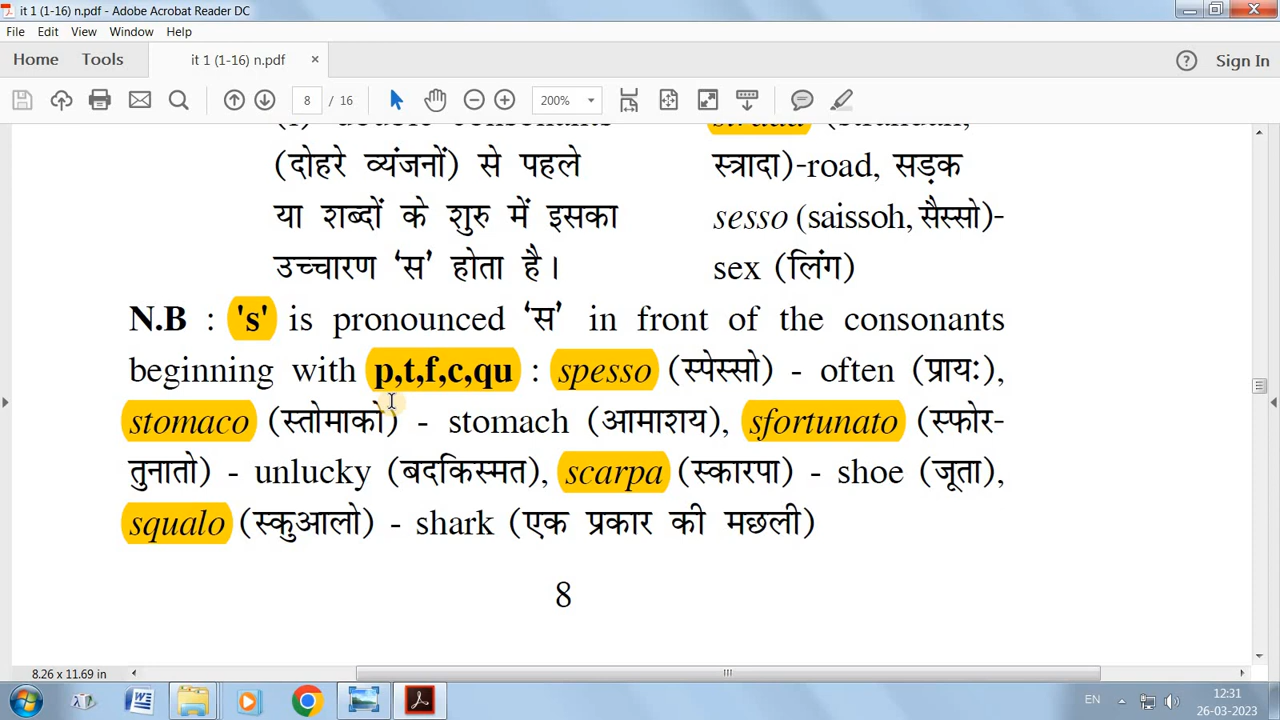 it 1 (1-16) n.pdf - Adobe Acrobat Reader DC
File Edit View Window Help
Home Tools it 1 (1-16) n.pdf × Sign In
8 / 16 200%
(दोहरे व्यंजनों) से पहले
या शब्दों के शुरु में इसका
उच्चारण ‘स’ होता है।
स्त्रादा)-road, सड़क
sesso (saissoh, सैस्सो)-
sex (लिंग)
N.B : 's' is pronounced ‘स’ in front of the consonants
beginning with p,t,f,c,qu : spesso (स्पेस्सो) - often (प्रायः),
stomaco (स्तोमाको) - stomach (आमाशय), sfortunato (स्फोर-
तुनातो) - unlucky (बदकिस्मत), scarpa (स्कारपा) - shoe (जूता),
squalo (स्कुआलो) - shark (एक प्रकार की मछली)
8
8.26 x 11.69 in
EN 12:31
26-03-2023